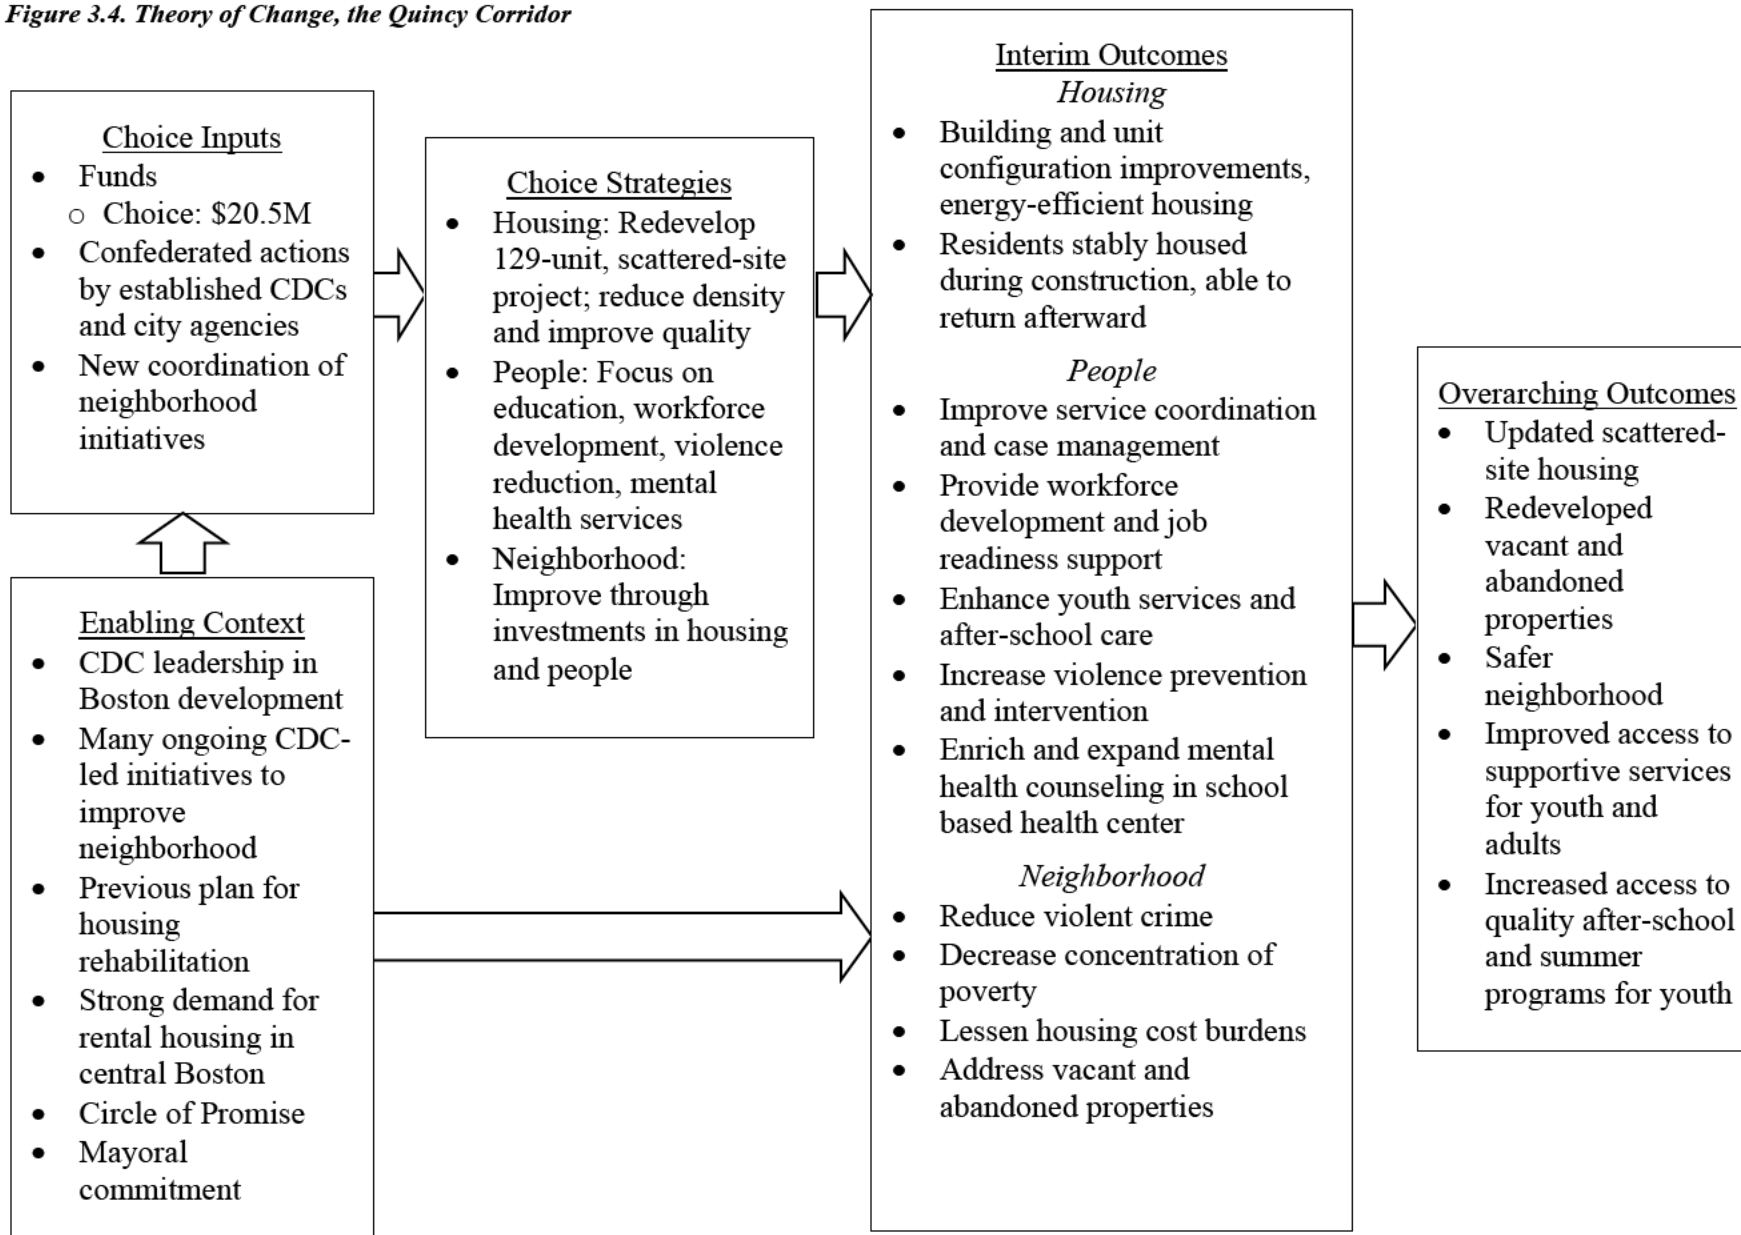 Figure 3.4. Theory of Change, the Quincy Corridor
Choice Inputs
• Funds
o Choice: $20.5M
• Confederated actions
by established CDCs
and city agencies
• New coordination of
neighborhood
initiatives
Enabling Context
• CDC leadership in
Boston development
• Many ongoing CDC-
led initiatives to
improve
neighborhood
• Previous plan for
housing
rehabilitation
• Strong demand for
rental housing in
central Boston
• Circle of Promise
• Mayoral
commitment
Choice Strategies
• Housing: Redevelop
129-unit, scattered-site
project; reduce density
and improve quality
• People: Focus on
education, workforce
development, violence
reduction, mental
health services
• Neighborhood:
Improve through
investments in housing
and people
Interim Outcomes
Housing
• Building and unit
configuration improvements,
energy-efficient housing
• Residents stably housed
during construction, able to
return afterward
People
• Improve service coordination
and case management
• Provide workforce
development and job
readiness support
• Enhance youth services and
after-school care
• Increase violence prevention
and intervention
• Enrich and expand mental
health counseling in school
based health center
Neighborhood
• Reduce violent crime
• Decrease concentration of
poverty
• Lessen housing cost burdens
• Address vacant and
abandoned properties
Overarching Outcomes
• Updated scattered-
site housing
• Redeveloped
vacant and
abandoned
properties
• Safer
neighborhood
• Improved access to
supportive services
for youth and
adults
• Increased access to
quality after-school
and summer
programs for youth